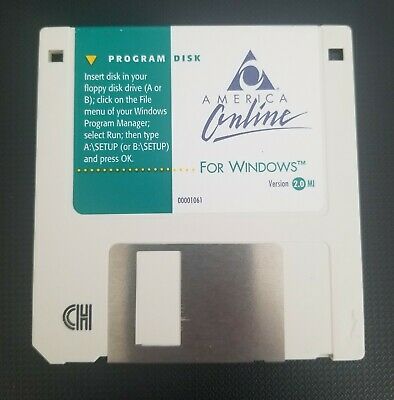 PROGRAM DISK
Insert disk in your
floppy disk drive (A or
B); click on the File
menu of your Windows
Program Manager;
select Run; then type
A:\SETUP (or B:\SETUP)
and press OK.
AMERICA
Online
FOR WINDOWS™
Version 2.0 MI
00001061
CH